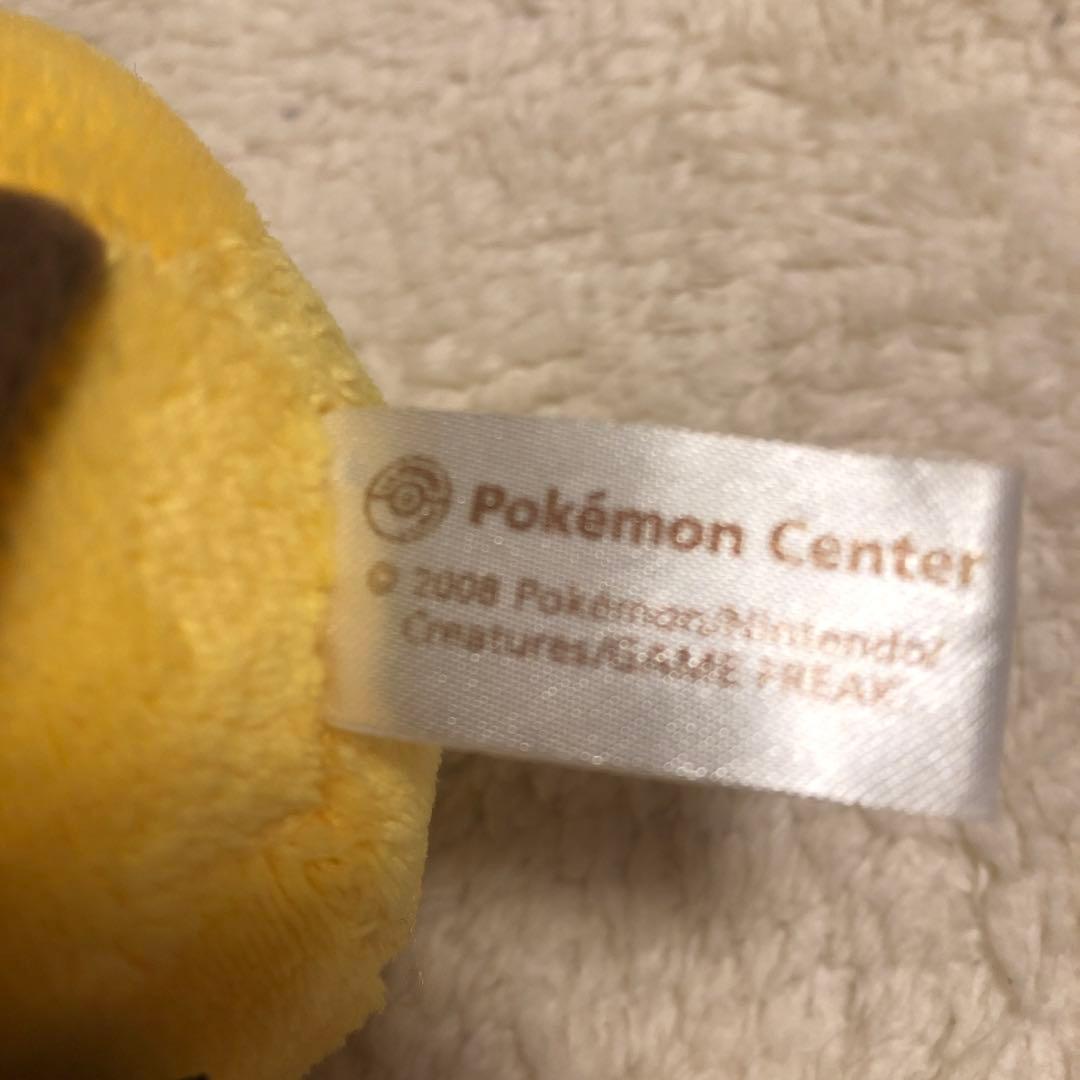 Pokémon Center
© 2008 Pokémon/Nintendo/
Creatures/GAME FREAK